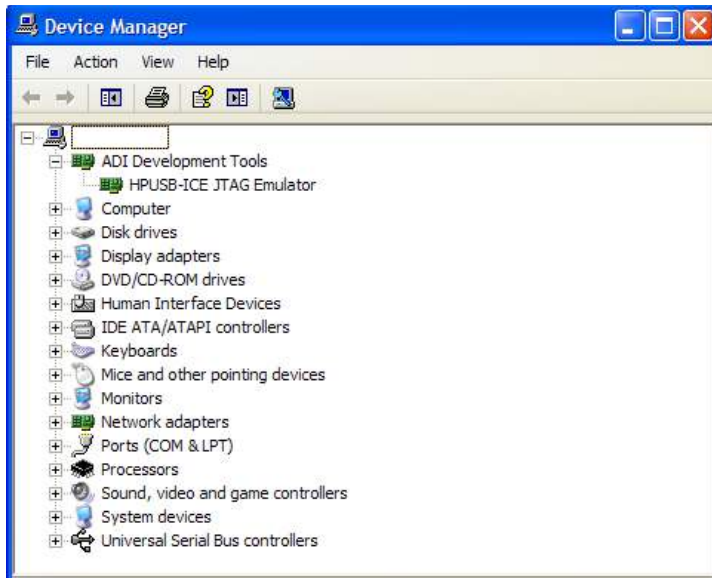 Device Manager
File Action View Help
ADI Development Tools
HPUSB-ICE JTAG Emulator
Computer
Disk drives
Display adapters
DVD/CD-ROM drives
Human Interface Devices
IDE ATA/ATAPI controllers
Keyboards
Mice and other pointing devices
Monitors
Network adapters
Ports (COM & LPT)
Processors
Sound, video and game controllers
System devices
Universal Serial Bus controllers